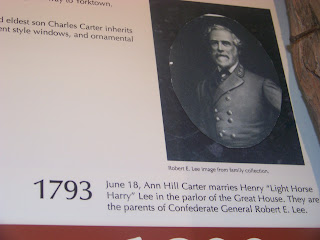 way to Yorktown.
d eldest son Charles Carter inherits
ent style windows, and ornamental
Robert E. Lee image from family collection.
1793 June 18, Ann Hill Carter marries Henry "Light Horse
Harry" Lee in the parlor of the Great House. They are
the parents of Confederate General Robert E. Lee.